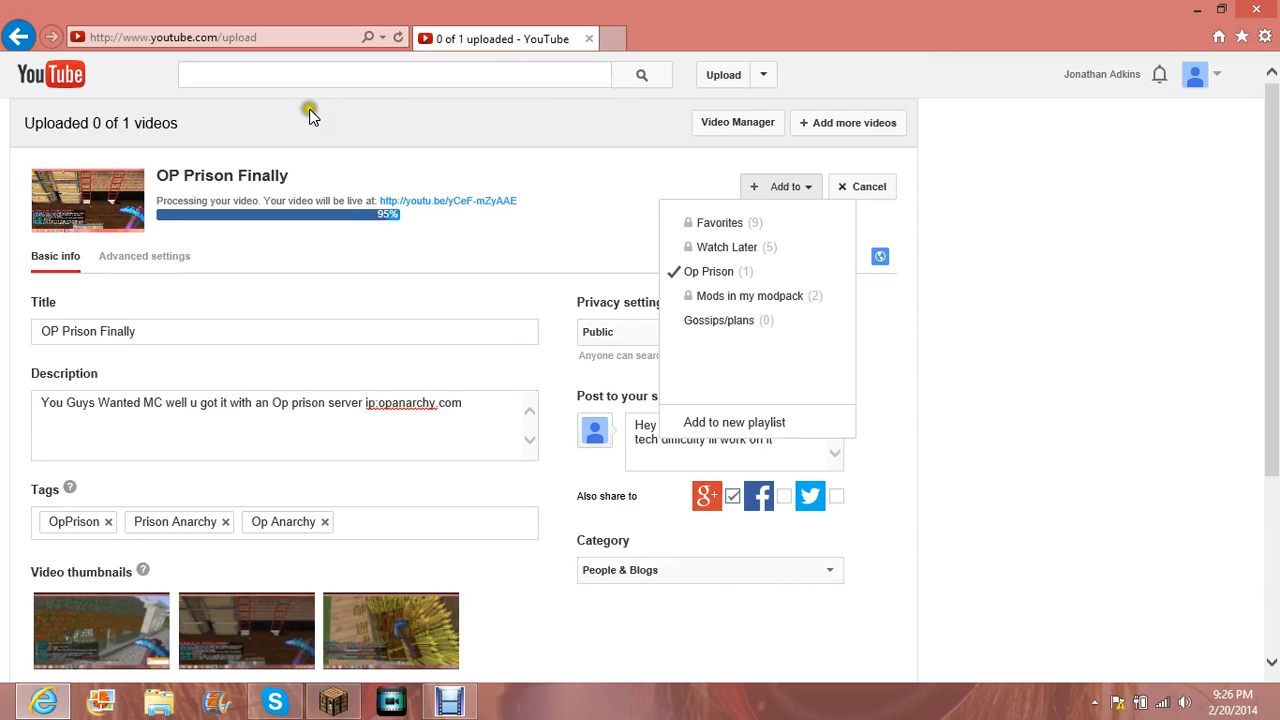 http://www.youtube.com/upload
0 of 1 uploaded - YouTube
YouTube
Upload
Jonathan Adkins
Uploaded 0 of 1 videos
Video Manager
+ Add more videos
OP Prison Finally
+ Add to
× Cancel
Processing your video. Your video will be live at: http://youtu.be/yCeF-mZyAAE
95%
Favorites (9)
Watch Later (5)
Op Prison (1)
Mods in my modpack (2)
Gossips/plans (0)
Add to new playlist
Basic info
Advanced settings
Title
OP Prison Finally
Description
You Guys Wanted MC well u got it with an Op prison server ip:opanarchy.com
Tags ?
OpPrison ×
Prison Anarchy ×
Op Anarchy ×
Video thumbnails ?
Privacy setting
Public
Anyone can sear
Post to your s
Hey
tech difficulty ill work on it
Also share to
g+
f
Category
People & Blogs
9:26 PM
2/20/2014